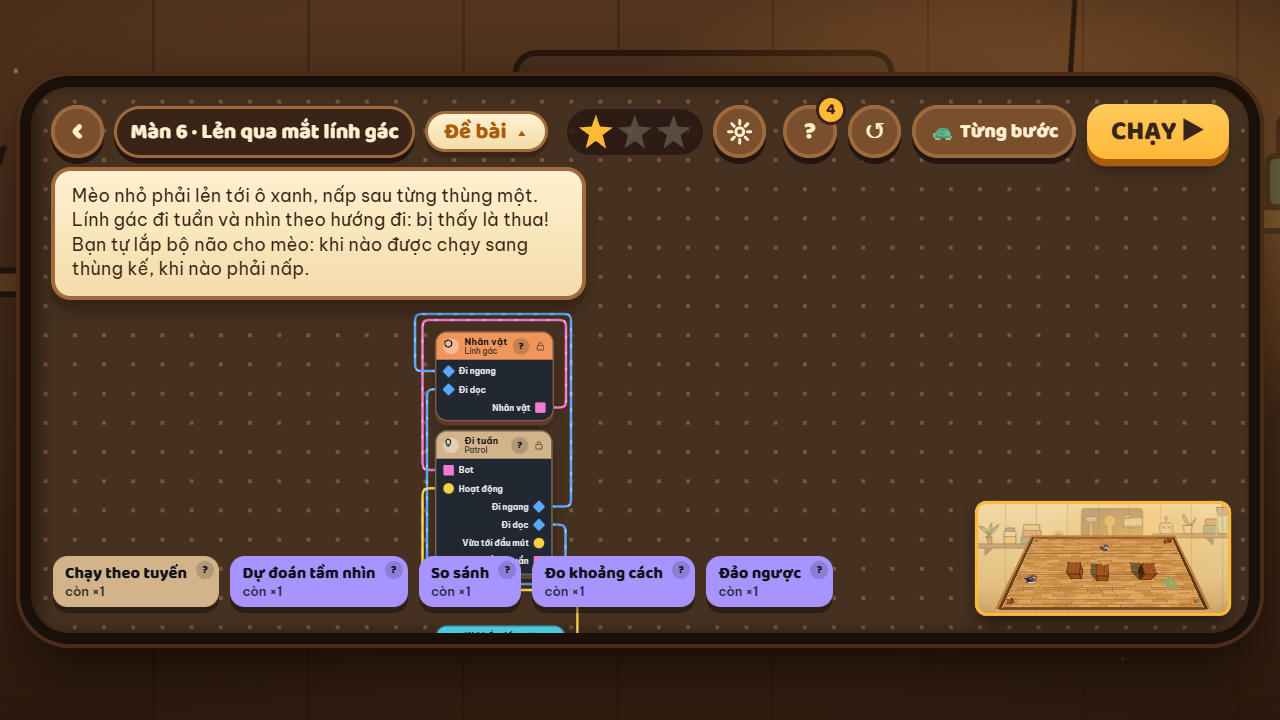 Màn 6 · Lẻn qua mắt lính gác
Đề bài
4
?
Từng bước
CHẠY
Mèo nhỏ phải lẻn tới ô xanh, nấp sau từng thùng một.
Lính gác đi tuần và nhìn theo hướng đi: bị thấy là thua!
Bạn tự lắp bộ não cho mèo: khi nào được chạy sang
thùng kế, khi nào phải nấp.
Nhân vật
Lính gác
?
Đi ngang
Đi dọc
Nhân vật
Đi tuần
Patrol
?
Bot
Hoạt động
Đi ngang
Đi dọc
Vừa tới đầu mút
Chạy theo tuyến ?
còn ×1
Dự đoán tầm nhìn ?
còn ×1
So sánh ?
còn ×1
Đo khoảng cách ?
còn ×1
Đảo ngược ?
còn ×1